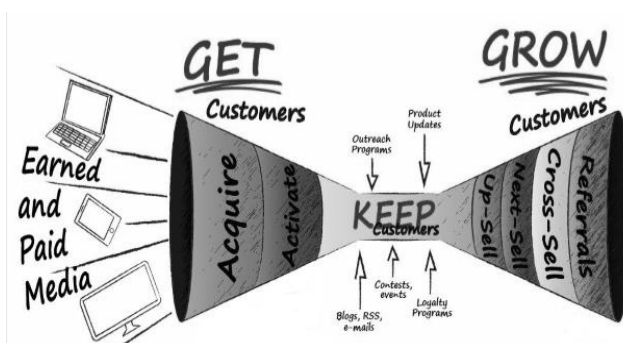 GET
Customers
Earned
and
Paid
Media
Acquire
Activate
Outreach
Programs
Product
Updates
KEEP
Customers
Blogs, RSS,
e-mails
Contests,
events
Loyalty
Programs
GROW
Customers
Up-Sell
Next-Sell
Cross-Sell
Referrals